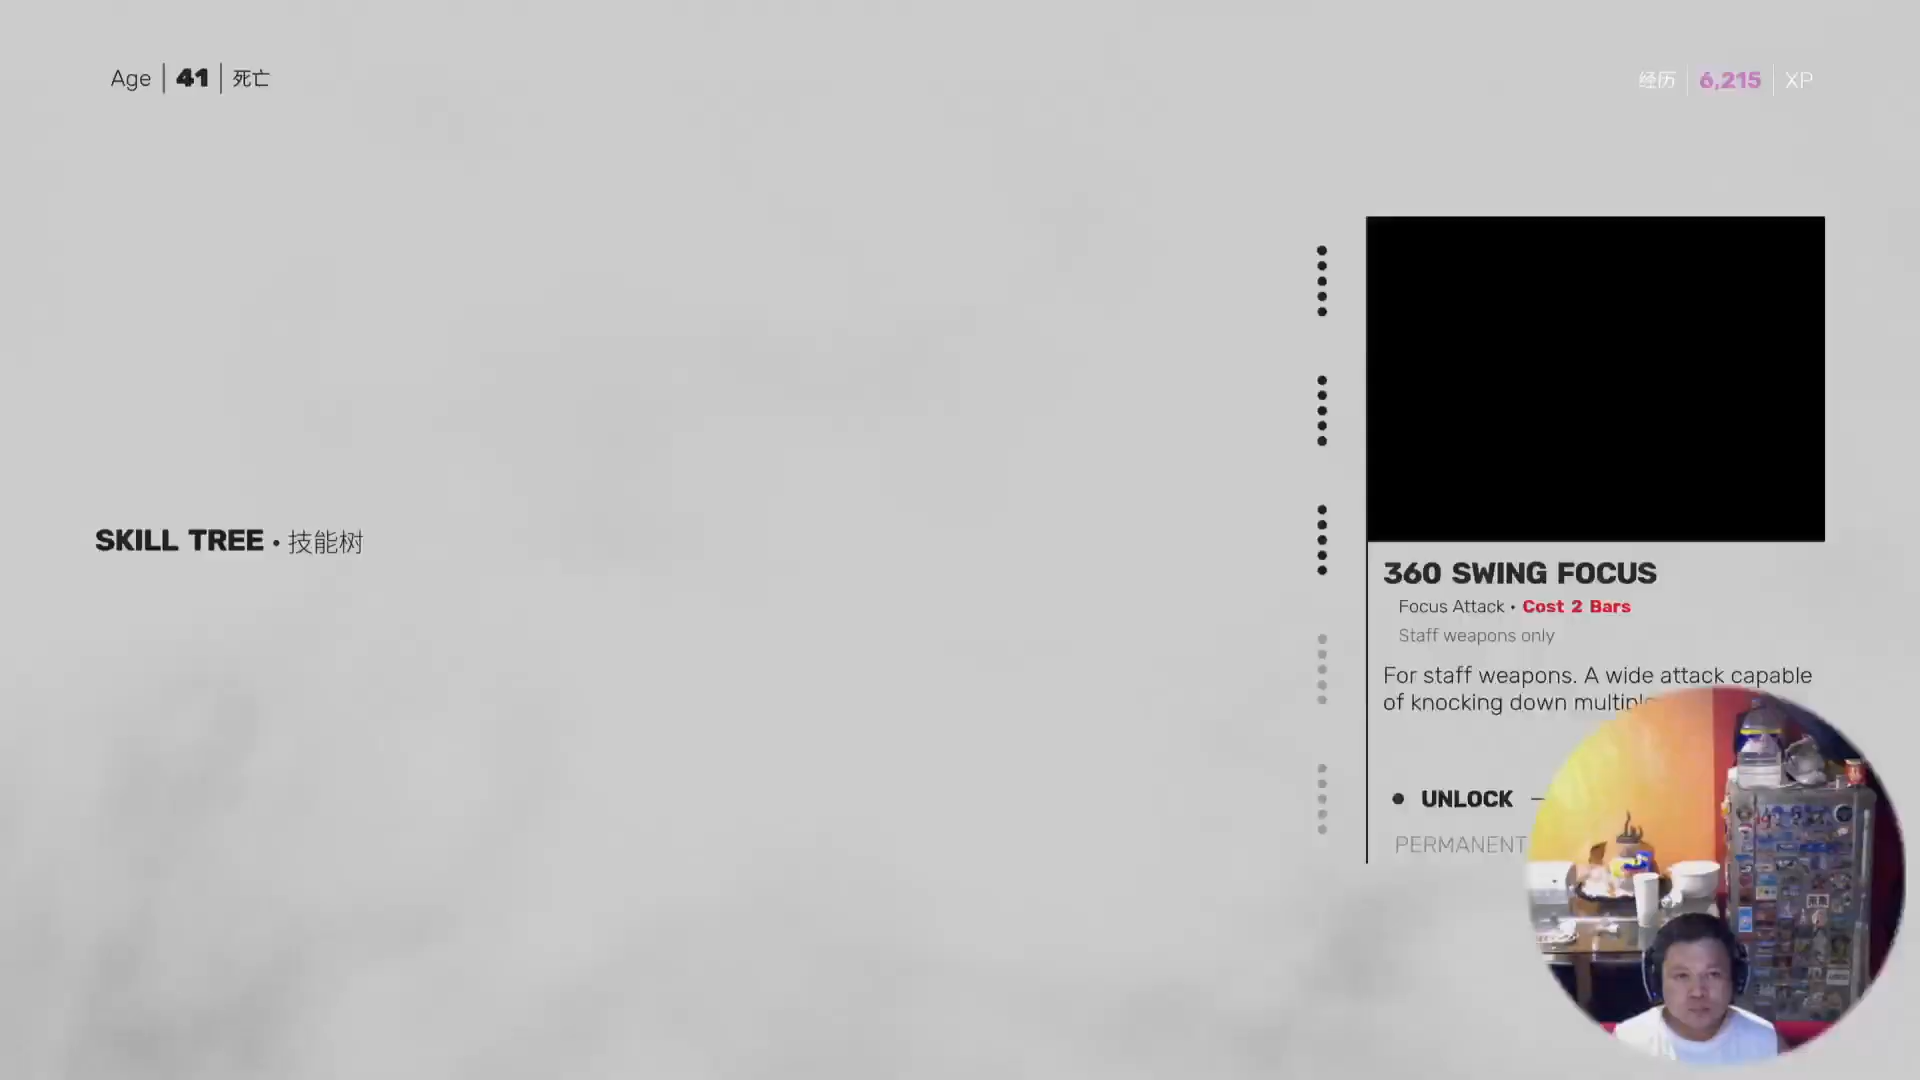 Age | 41 | 死亡
经历 | 6,215 | XP
SKILL TREE · 技能树
360 SWING FOCUS
Focus Attack · Cost 2 Bars
Staff weapons only
For staff weapons. A wide attack capable
of knocking down
UNLOCK
PERMANENT